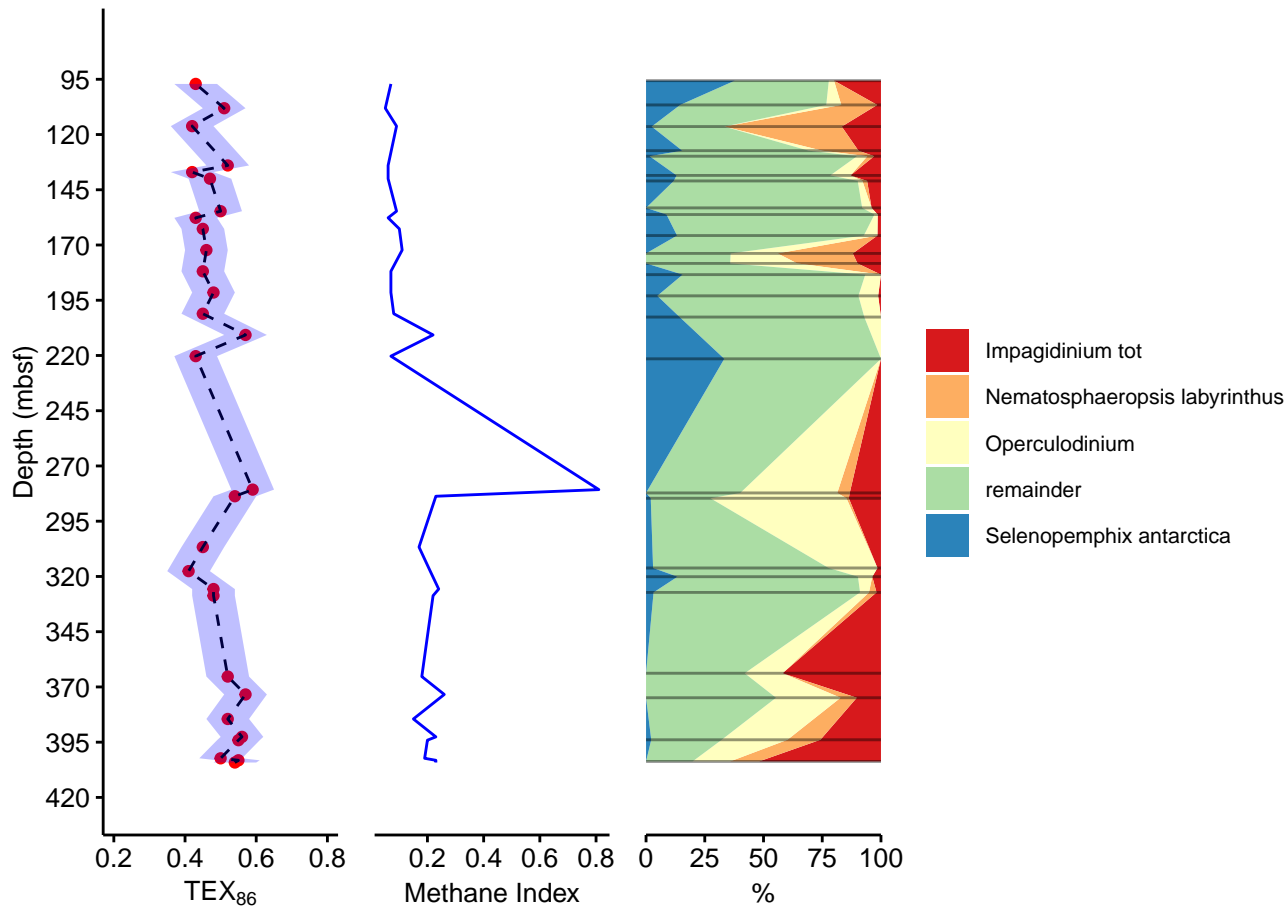 Depth (mbsf)
95
120
145
170
195
220
245
270
295
320
345
370
395
420
0.2 0.4 0.6 0.8
TEX86
0.2 0.4 0.6 0.8
Methane Index
0 25 50 75 100
%
Impagidinium tot
Nematosphaeropsis labyrinthus
Operculodinium
remainder
Selenopemphix antarctica